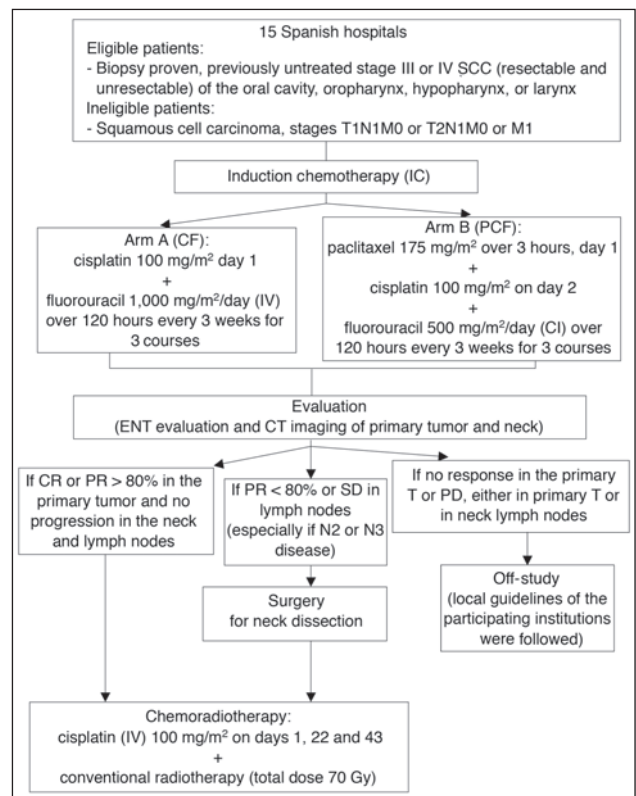 15 Spanish hospitals
Eligible patients:
- Biopsy proven, previously untreated stage III or IV SCC (resectable and
unresectable) of the oral cavity, oropharynx, hypopharynx, or larynx
Ineligible patients:
- Squamous cell carcinoma, stages T1N1M0 or T2N1M0 or M1
Induction chemotherapy (IC)
Arm A (CF):
cisplatin 100 mg/m² day 1
+
fluorouracil 1,000 mg/m²/day (IV)
over 120 hours every 3 weeks for
3 courses
Arm B (PCF):
paclitaxel 175 mg/m² over 3 hours, day 1
+
cisplatin 100 mg/m² on day 2
+
fluorouracil 500 mg/m²/day (CI) over
120 hours every 3 weeks for 3 courses
Evaluation
(ENT evaluation and CT imaging of primary tumor and neck)
If CR or PR > 80% in the
primary tumor and no
progression in the neck
and lymph nodes
If PR < 80% or SD in
lymph nodes
(especially if N2 or N3
disease)
If no response in the primary
T or PD, either in primary T or
in neck lymph nodes
Surgery
for neck dissection
Off-study
(local guidelines of the
participating institutions
were followed)
Chemoradiotherapy:
cisplatin (IV) 100 mg/m² on days 1, 22 and 43
+
conventional radiotherapy (total dose 70 Gy)